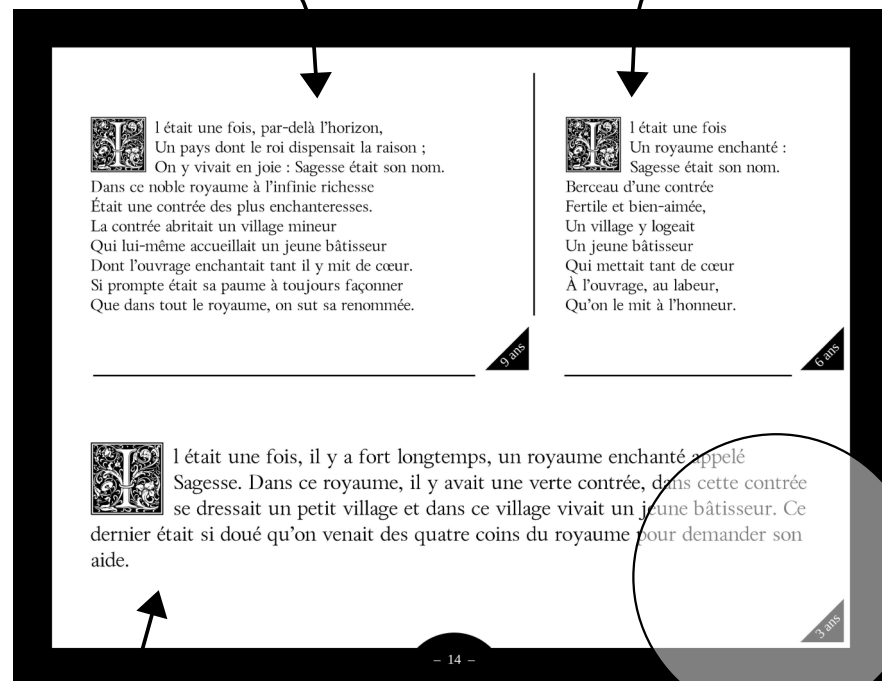 Il était une fois, par-delà l’horizon,
Un pays dont le roi dispensait la raison ;
On y vivait en joie : Sagesse était son nom.
Dans ce noble royaume à l’infinie richesse
Était une contrée des plus enchanteresses.
La contrée abritait un village mineur
Qui lui-même accueillait un jeune bâtisseur
Dont l’ouvrage enchantait tant il y mit de cœur.
Si prompte était sa paume à toujours façonner
Que dans tout le royaume, on sut sa renommée.
9 ans
Il était une fois
Un royaume enchanté :
Sagesse était son nom.
Berceau d’une contrée
Fertile et bien-aimée,
Un village y logeait
Un jeune bâtisseur
Qui mettait tant de cœur
À l’ouvrage, au labeur,
Qu’on le mit à l’honneur.
6 ans
Il était une fois, il y a fort longtemps, un royaume enchanté appelé
Sagesse. Dans ce royaume, il y avait une verte contrée, dans cette contrée
se dressait un petit village et dans ce village vivait un jeune bâtisseur. Ce
dernier était si doué qu’on venait des quatre coins du royaume pour demander son
aide.
3 ans
– 14 –